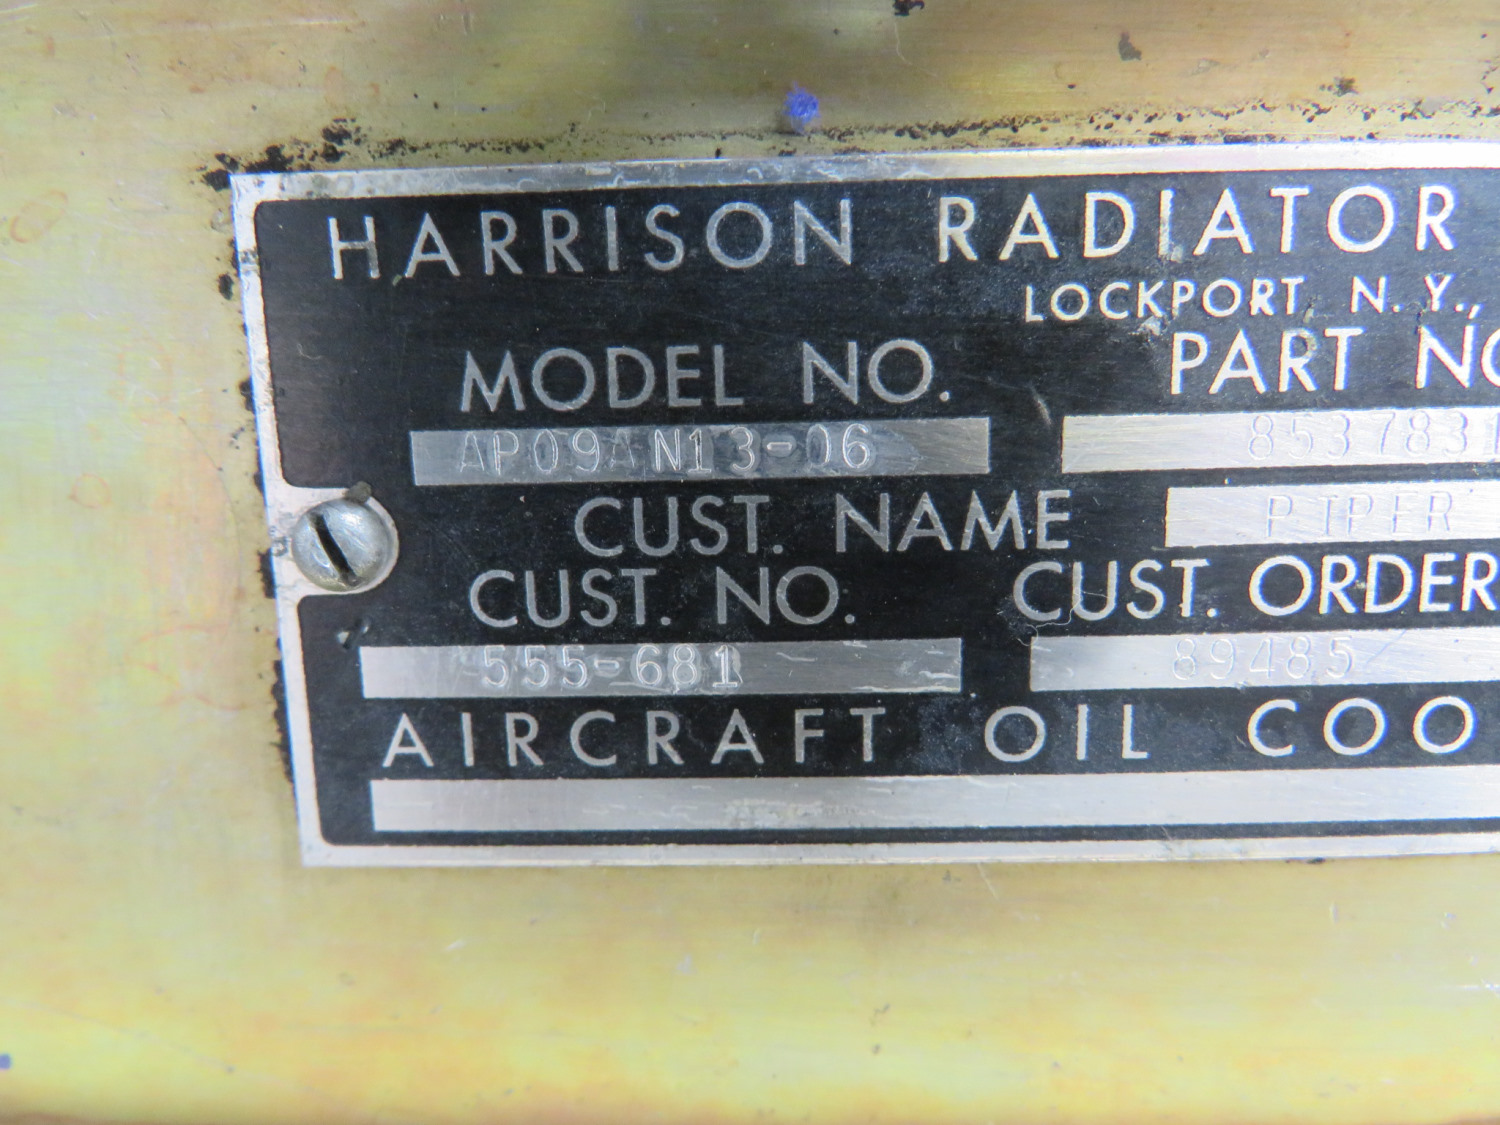 HARRISON RADIATOR
LOCKPORT N.Y.,
MODEL NO. PART NO
AP09AN13-06 8537831
CUST. NAME PIPER
CUST. NO. CUST. ORDER
555-681 89485
AIRCRAFT OIL COO